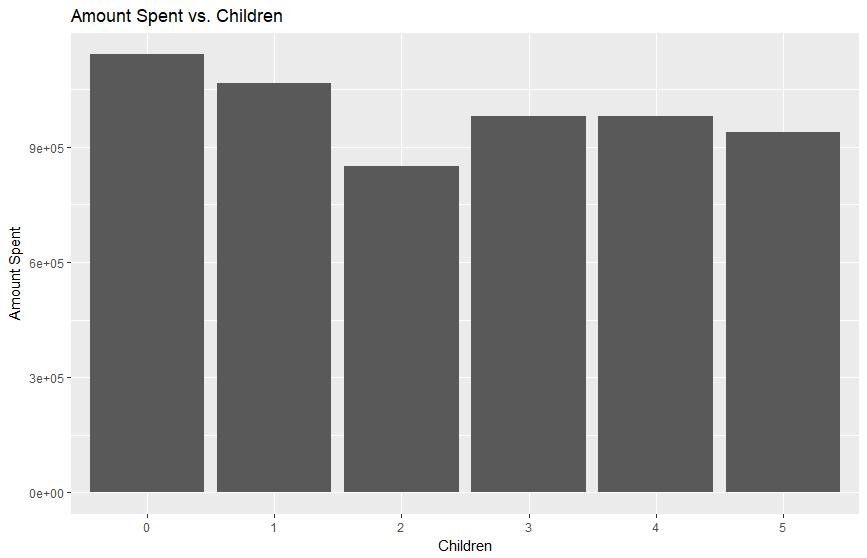 Amount Spent vs. Children
Amount Spent
9e+05
6e+05
3e+05
0e+00
0 1 2 3 4 5
Children